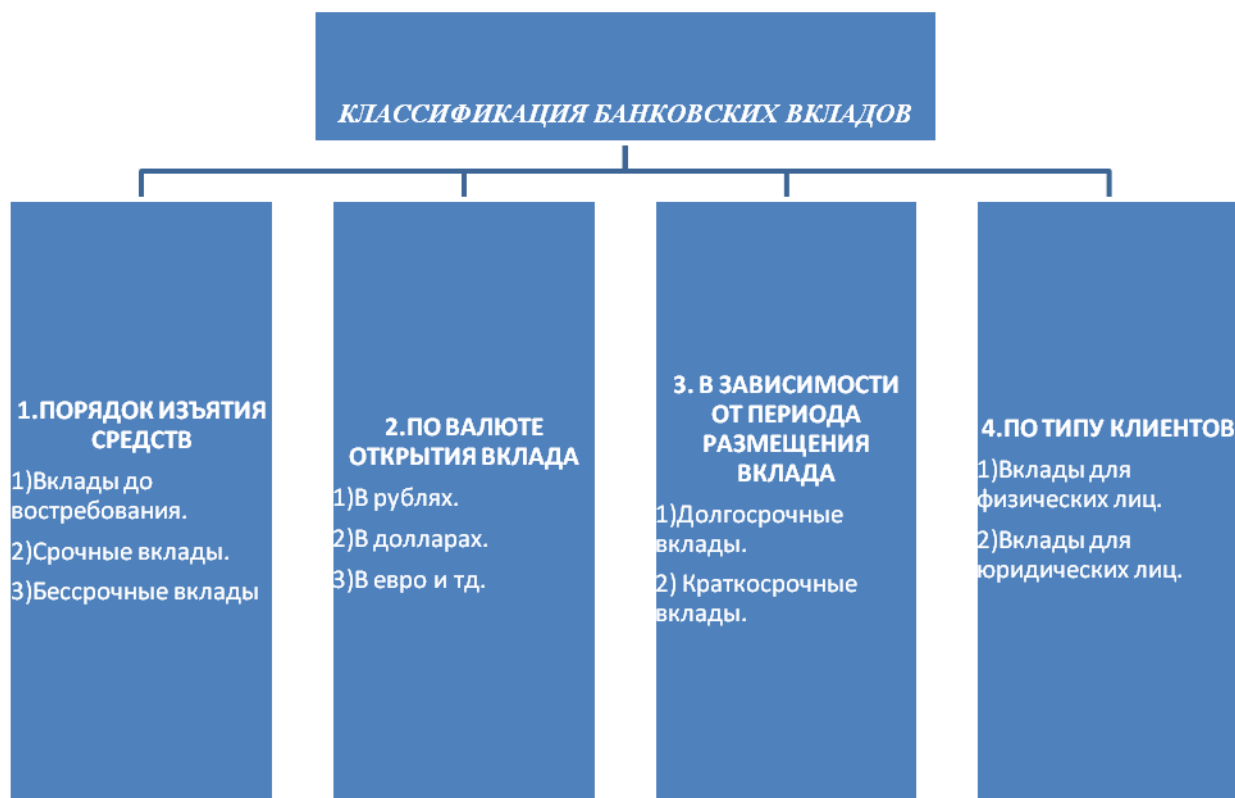 КЛАССИФИКАЦИЯ БАНКОВСКИХ ВКЛАДОВ
1.ПОРЯДОК ИЗЪЯТИЯ
СРЕДСТВ
1)Вклады до
востребования.
2)Срочные вклады.
3)Бессрочные вклады
2.ПО ВАЛЮТЕ
ОТКРЫТИЯ ВКЛАДА
1)В рублях.
2)В долларах.
3)В евро и тд.
3. В ЗАВИСИМОСТИ
ОТ ПЕРИОДА
РАЗМЕЩЕНИЯ
ВКЛАДА
1)Долгосрочные
вклады.
2) Краткосрочные
вклады.
4.ПО ТИПУ КЛИЕНТОВ
1)Вклады для
физических лиц.
2)Вклады для
юридических лиц.